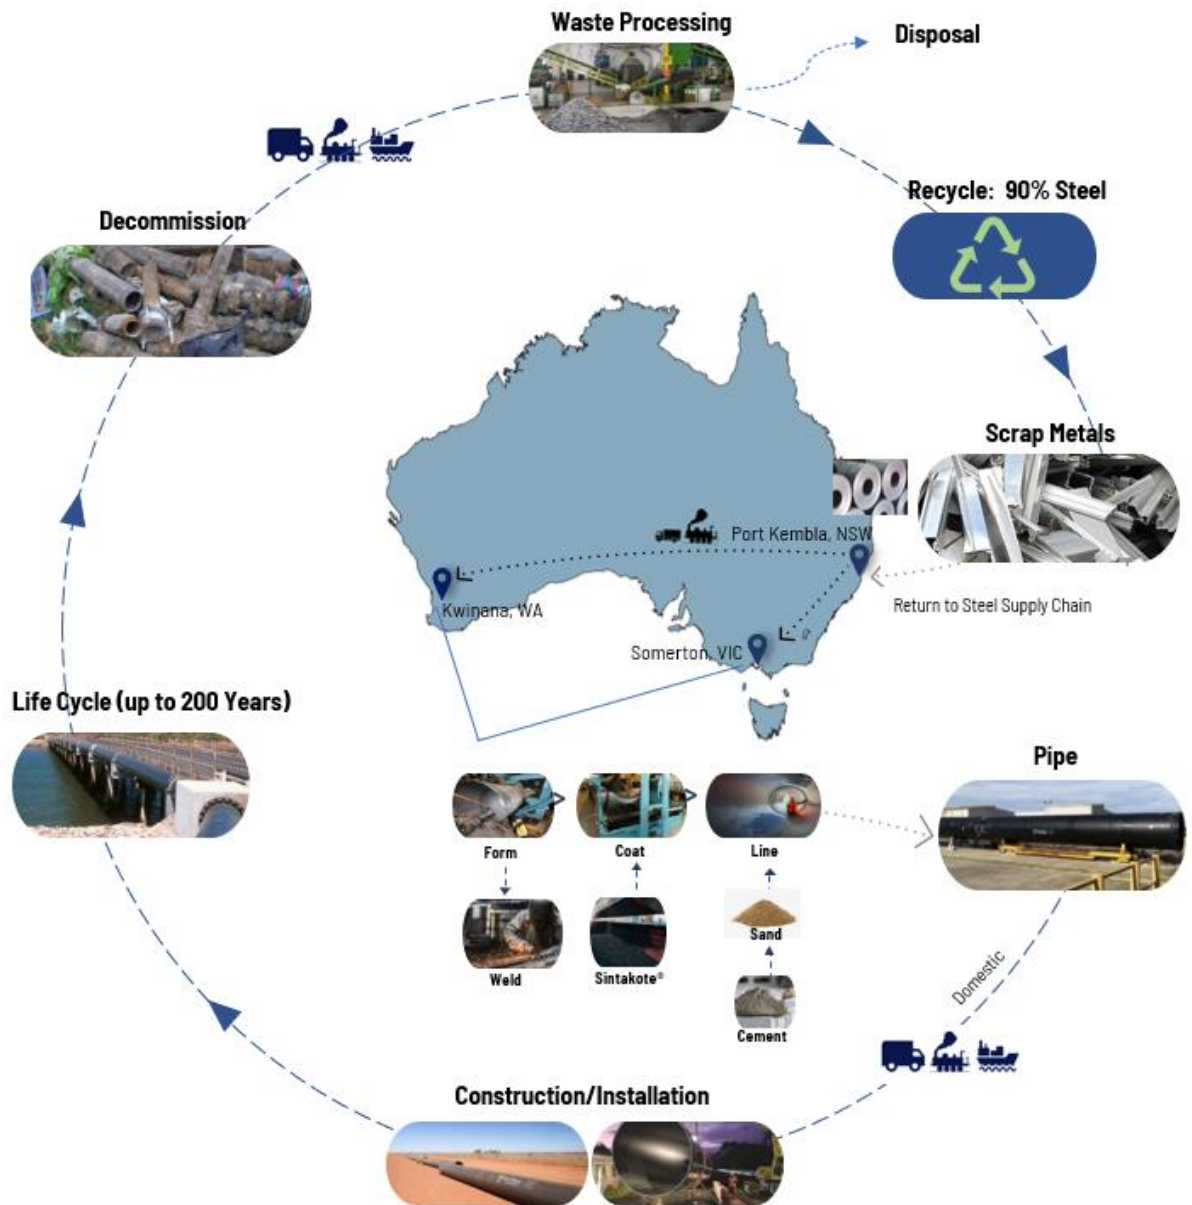 Waste Processing
Disposal
Recycle: 90% Steel
Decommission
Scrap Metals
Port Kembla, NSW
Kwinana, WA
Return to Steel Supply Chain
Somerton, VIC
Life Cycle (up to 200 Years)
Pipe
Form
Coat
Line
Sand
Weld
Sintakote®
Cement
Domestic
Construction/Installation